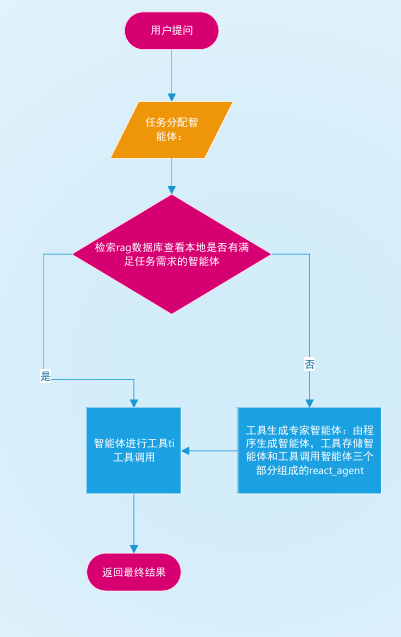 用户提问
任务分配智
能体：
检索rag数据库查看本地是否有满
足任务需求的智能体
是
否
智能体进行工具ti
工具调用
工具生成专家智能体：由程
序生成智能体，工具存储智
能体和工具调用智能体三个
部分组成的react_agent
返回最终结果